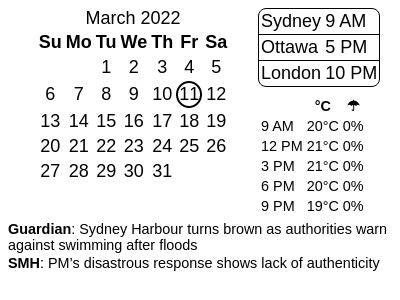 March 2022
Su Mo Tu We Th Fr Sa
1 2 3 4 5
6 7 8 9 10 11 12
13 14 15 16 17 18 19
20 21 22 23 24 25 26
27 28 29 30 31
Sydney 9 AM
Ottawa 5 PM
London 10 PM
°C ☂
9 AM 20°C 0%
12 PM 21°C 0%
3 PM 21°C 0%
6 PM 20°C 0%
9 PM 19°C 0%
Guardian: Sydney Harbour turns brown as authorities warn
against swimming after floods
SMH: PM’s disastrous response shows lack of authenticity